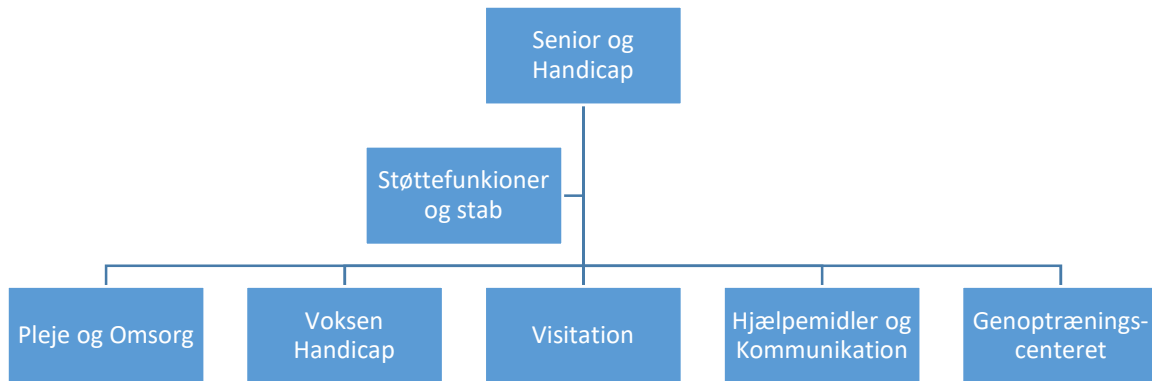 Senior og
Handicap
Støttefunkioner
og stab
Pleje og Omsorg
Voksen
Handicap
Visitation
Hjælpemidler og
Kommunikation
Genoptrænings-
centeret